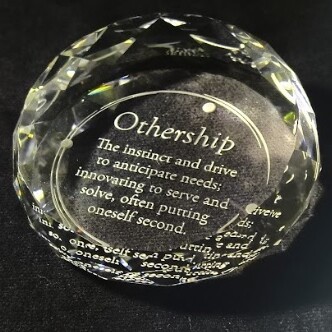 Othership
The instinct and drive
to anticipate needs;
innovating to serve and
solve, often putting
oneself second.